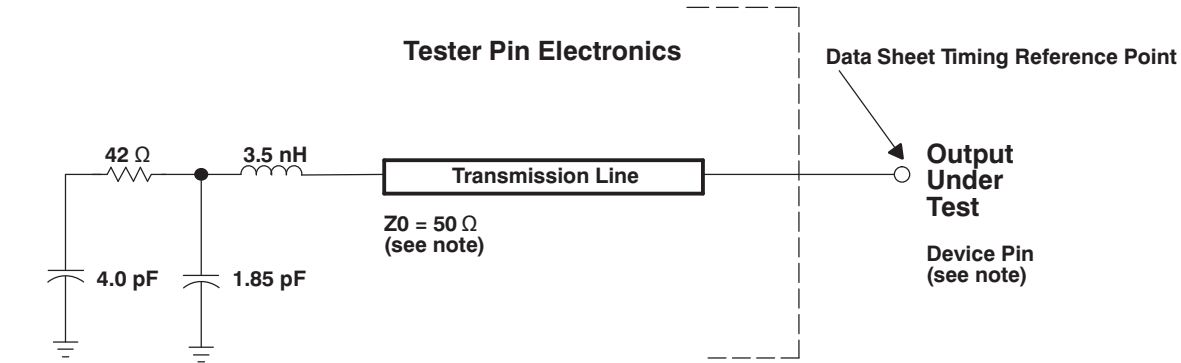 Tester Pin Electronics
Data Sheet Timing Reference Point
42 Ω
3.5 nH
Transmission Line
Output
Under
Test
Z0 = 50 Ω
(see note)
Device Pin
(see note)
4.0 pF
1.85 pF